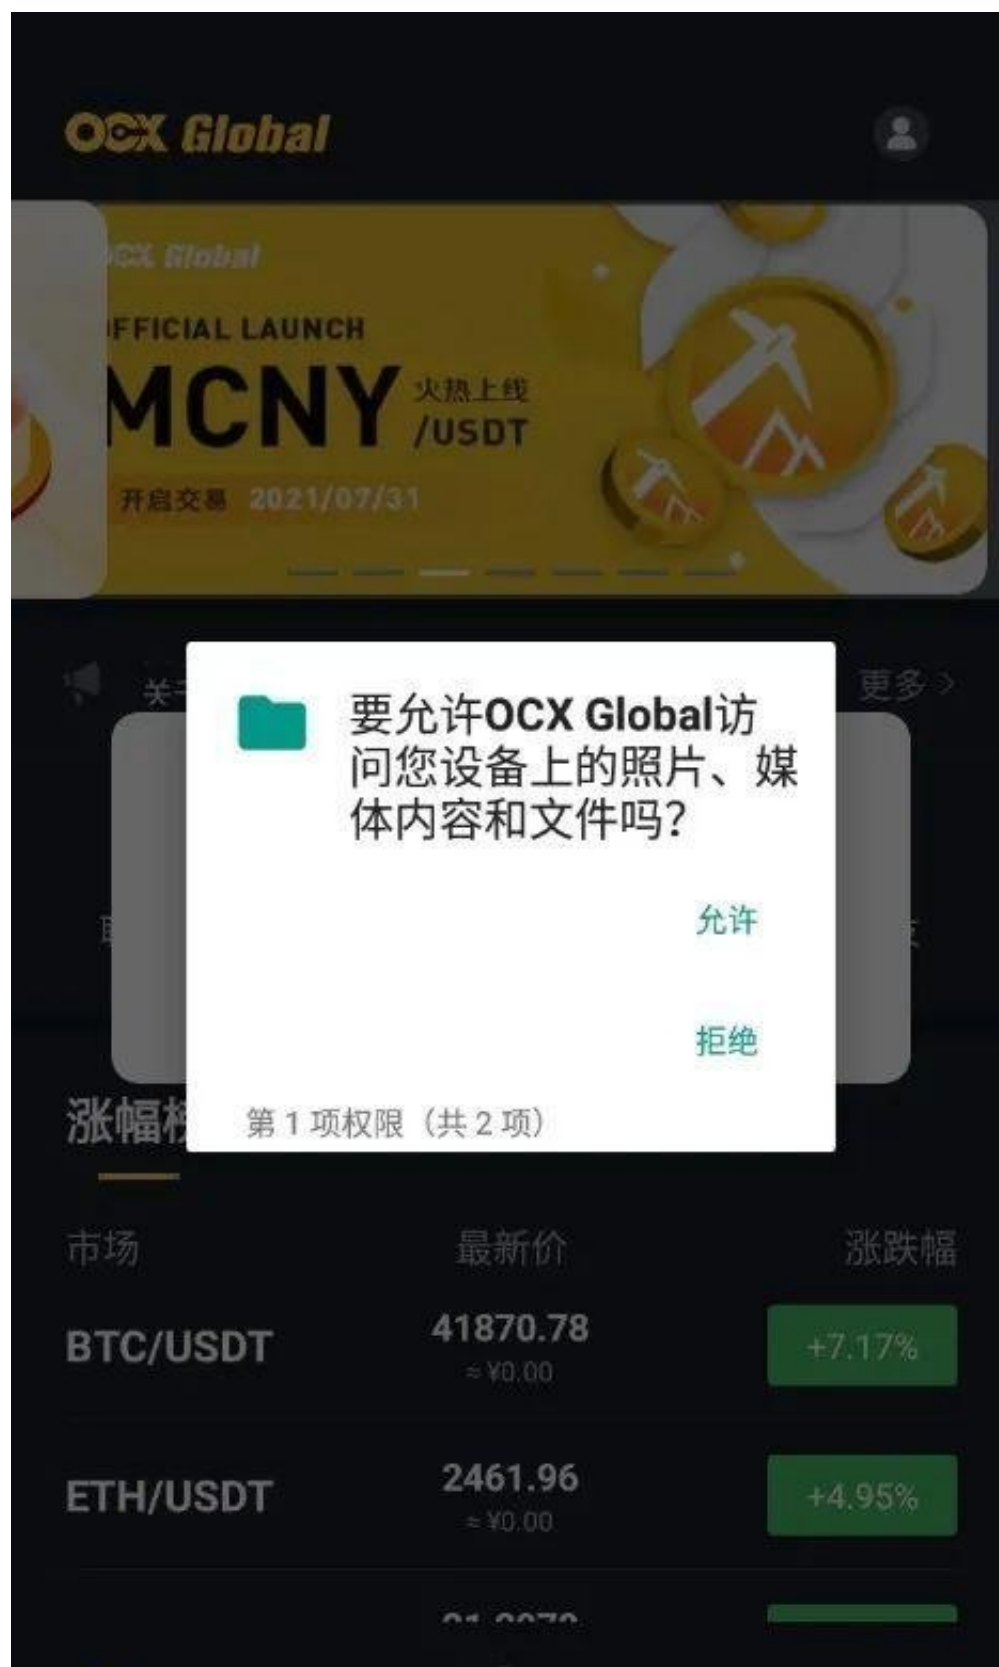 OCX Global
OCX Global
OFFICIAL LAUNCH
MCNY
火热上线
/USDT
开启交易 2021/07/31
更多 >
要允许OCX Global访
问您设备上的照片、媒
体内容和文件吗?
允许
拒绝
第 1 项权限（共 2 项）
涨幅榜
市场 最新价 涨跌幅
BTC/USDT 41870.78 +7.17%
≈ ¥0.00
ETH/USDT 2461.96 +4.95%
≈ ¥0.00